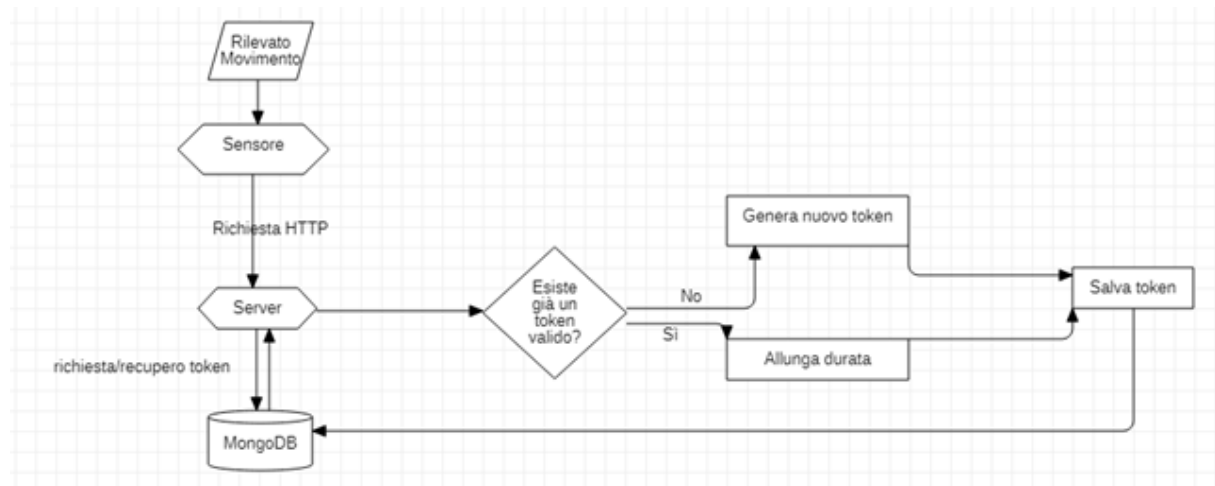 Rilevato
Movimento
Sensore
Richiesta HTTP
Server
richiesta/recupero token
MongoDB
Esiste
già un
token
valido?
No
Sì
Genera nuovo token
Allunga durata
Salva token